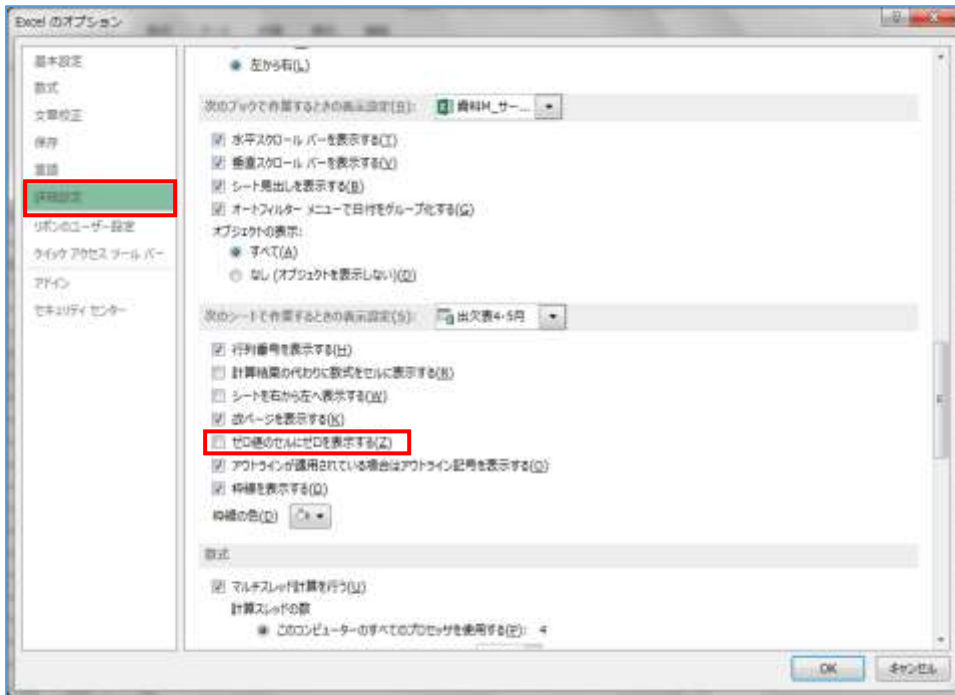 Excel のオプション
基本設定
数式
文章校正
保存
言語
詳細設定
リボンのユーザー設定
クイック アクセス ツール バー
アドイン
セキュリティ センター
左から右(L)
次のブックで作業するときの表示設定(B): 資料H_サー...
水平スクロール バーを表示する(T)
垂直スクロール バーを表示する(V)
シート見出しを表示する(B)
オートフィルター メニューで日付をグループ化する(G)
オブジェクトの表示:
すべて(A)
なし (オブジェクトを表示しない)(D)
次のシートで作業するときの表示設定(S): 出欠表4-5月
行列番号を表示する(H)
計算結果の代わりに数式をセルに表示する(R)
シートを右から左へ表示する(W)
改ページを表示する(K)
ゼロ値のセルにゼロを表示する(Z)
アウトラインが適用されている場合はアウトライン記号を表示する(O)
枠線を表示する(D)
枠線の色(D)
数式
マルチスレッド計算を行う(U)
計算スレッドの数
このコンピューターのすべてのプロセッサを使用する(P): 4
OK キャンセル